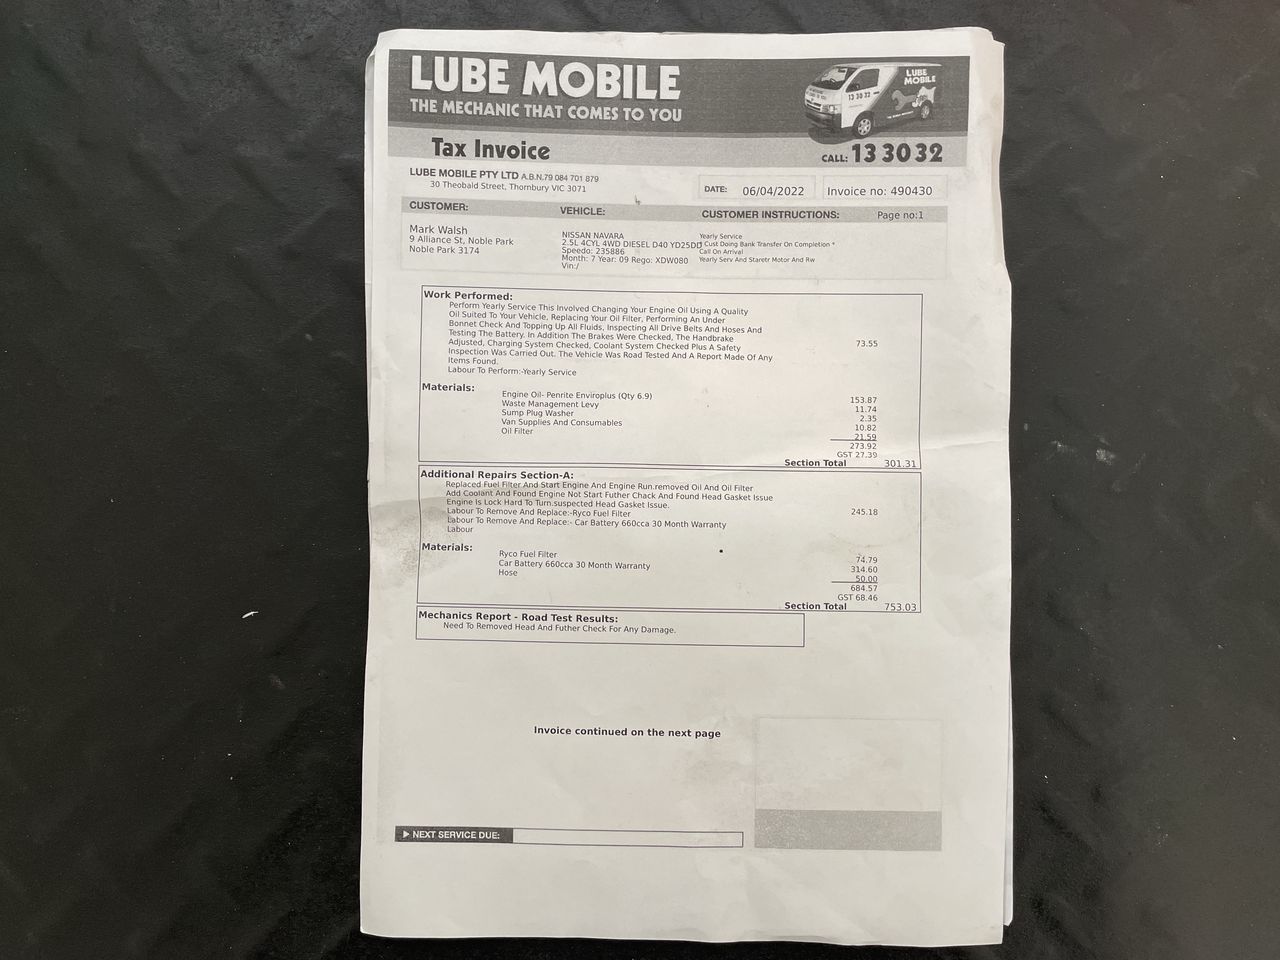 LUBE MOBILE
THE MECHANIC THAT COMES TO YOU
LUBE
MOBILE
13 30 32
Tax Invoice
CALL: 13 30 32
LUBE MOBILE PTY LTD A.B.N.79 084 701 879
30 Theobald Street, Thornbury VIC 3071
DATE: 06/04/2022 Invoice no: 490430
CUSTOMER: VEHICLE: CUSTOMER INSTRUCTIONS: Page no:1
Mark Walsh
9 Alliance St, Noble Park
Noble Park 3174
NISSAN NAVARA
2.5L 4CYL 4WD DIESEL D40 YD25DD
Speedo: 235886
Month: 7 Year: 09 Rego: XDW080
Vin:/
Yearly Service
Cust Doing Bank Transfer On Completion *
Call On Arrival
Yearly Serv And Staretr Motor And Rw
Work Performed:
Perform Yearly Service This Involved Changing Your Engine Oil Using A Quality
Oil Suited To Your Vehicle, Replacing Your Oil Filter, Performing An Under
Bonnet Check And Topping Up All Fluids, Inspecting All Drive Belts And Hoses And
Testing The Battery. In Addition The Brakes Were Checked, The Handbrake
Adjusted, Charging System Checked, Coolant System Checked Plus A Safety 73.55
Inspection Was Carried Out. The Vehicle Was Road Tested And A Report Made Of Any
Items Found.
Labour To Perform:-Yearly Service
Materials:
Engine Oil- Penrite Enviroplus (Qty 6.9) 153.87
Waste Management Levy 11.74
Sump Plug Washer 2.35
Van Supplies And Consumables 10.82
Oil Filter 21.59
273.92
GST 27.39
Section Total 301.31
Additional Repairs Section-A:
Replaced Fuel Filter And Start Engine And Engine Run.removed Oil And Oil Filter
Add Coolant And Found Engine Not Start Futher Chack And Found Head Gasket Issue
Engine Is Lock Hard To Turn.suspected Head Gasket Issue.
Labour To Remove And Replace:-Ryco Fuel Filter 245.18
Labour To Remove And Replace:- Car Battery 660cca 30 Month Warranty
Labour
Materials:
Ryco Fuel Filter 74.79
Car Battery 660cca 30 Month Warranty 314.60
Hose 50.00
684.57
GST 68.46
Section Total 753.03
Mechanics Report - Road Test Results:
Need To Removed Head And Futher Check For Any Damage.
Invoice continued on the next page
NEXT SERVICE DUE: